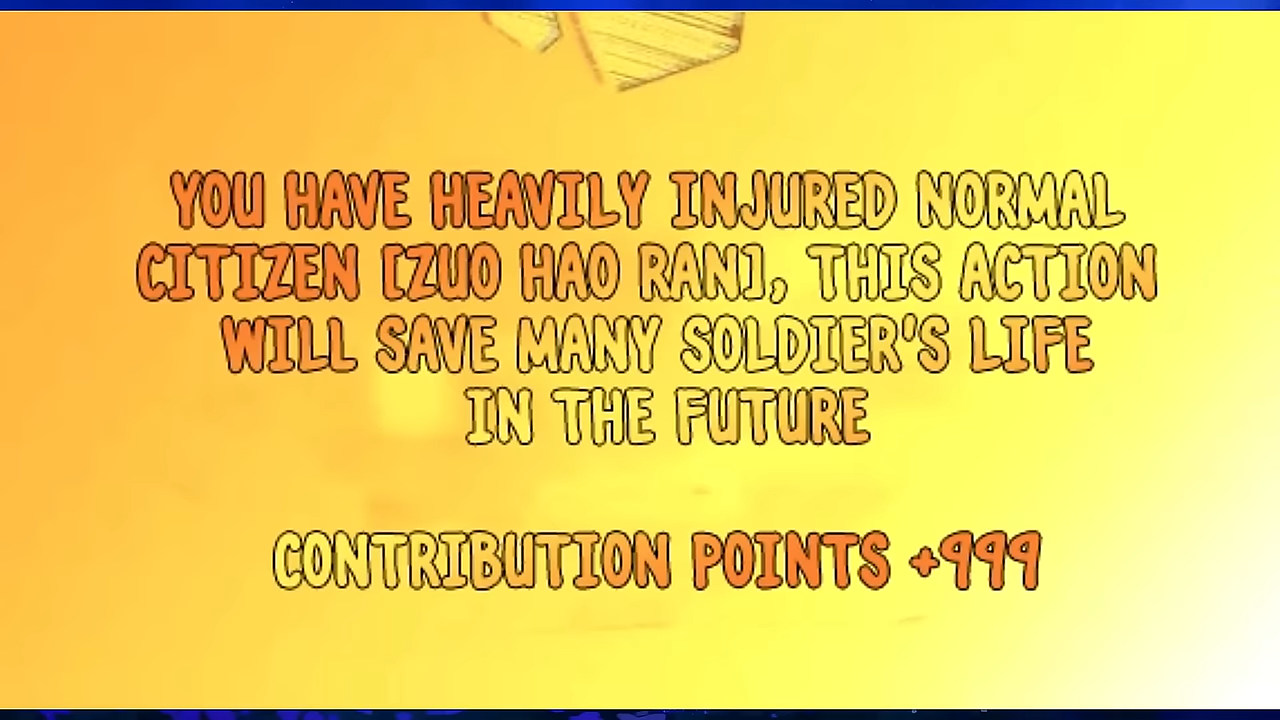 YOU HAVE HEAVILY INJURED NORMAL
CITIZEN [ZUO HAO RAN], THIS ACTION
WILL SAVE MANY SOLDIER'S LIFE
IN THE FUTURE
CONTRIBUTION POINTS +999